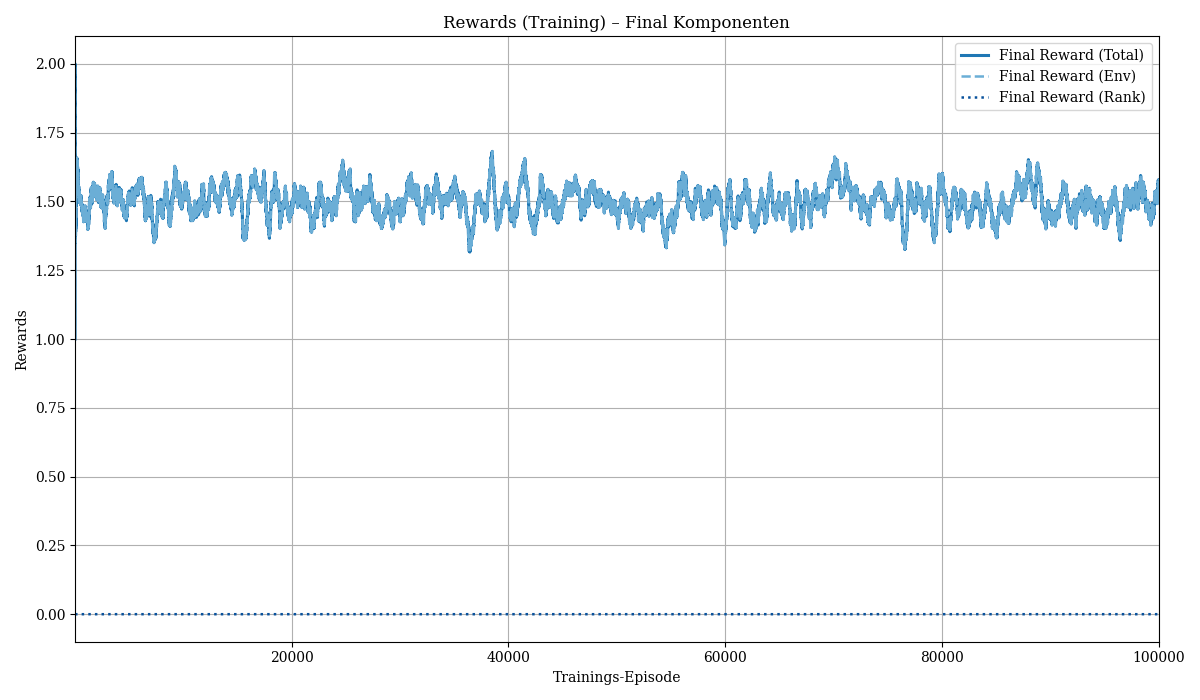 Rewards (Training) – Final Komponenten
Final Reward (Total)
Final Reward (Env)
Final Reward (Rank)
2.00
1.75
1.50
1.25
1.00
0.75
0.50
0.25
0.00
Rewards
20000
40000
60000
80000
100000
Trainings-Episode